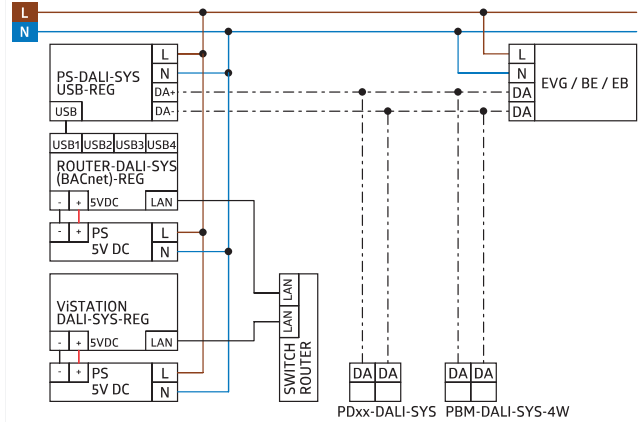 L
N
PS-DALI-SYS
USB-REG
USB
L
N
DA+
DA-
L
N
DA
DA
EVG / BE / EB
USB1 USB2 USB3 USB4
ROUTER-DALI-SYS
(BACnet)-REG
- + 5VDC LAN
- + PS
5V DC
L
N
ViSTATION
DALI-SYS-REG
- + 5VDC LAN
- + PS
5V DC
L
N
LAN
LAN
SWITCH
ROUTER
DA DA
PDxx-DALI-SYS
DA DA
PBM-DALI-SYS-4W